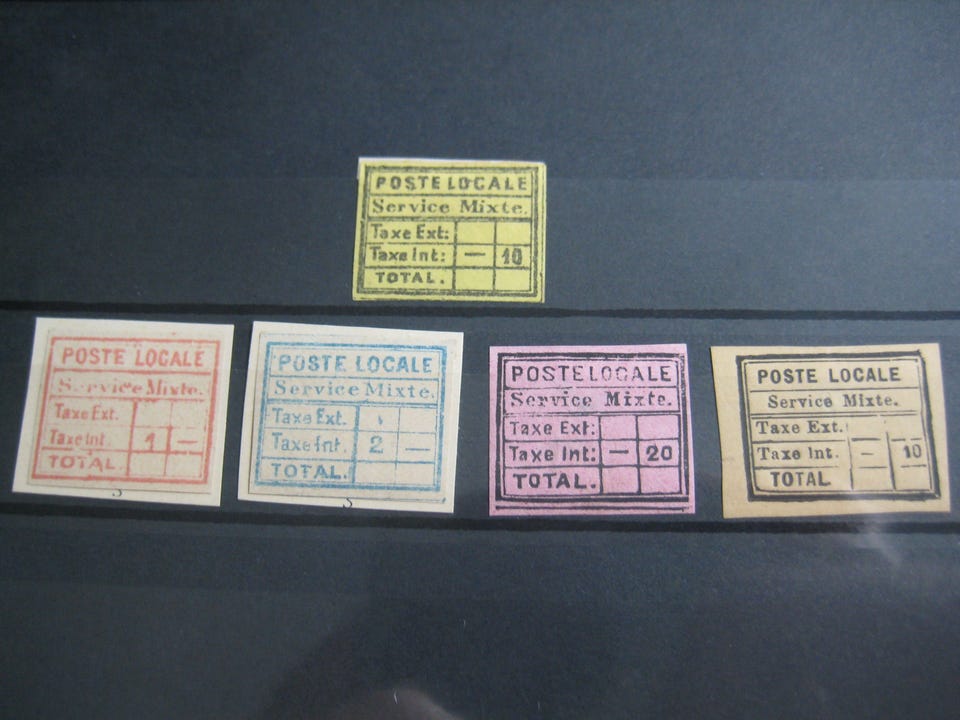 POSTE LOCALE
Service Mixte.
Taxe Ext:
Taxe Int: — 10
TOTAL.
POSTE LOCALE
Service Mixte.
Taxe Ext.
Taxe Int. 1 —
TOTAL.
POSTE LOCALE
Service Mixte.
Taxe Ext.
Taxe Int. 2 —
TOTAL.
POSTE LOCALE
Service Mixte.
Taxe Ext:
Taxe Int: — 20
TOTAL.
POSTE LOCALE
Service Mixte.
Taxe Ext.
Taxe Int. — 10
TOTAL